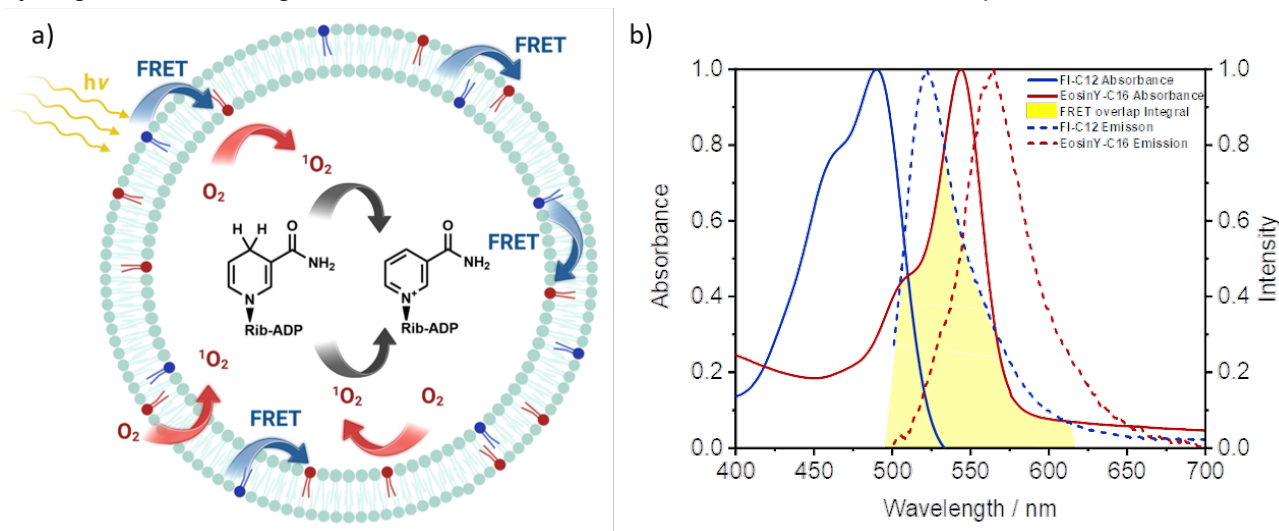 a)
hν
FRET
FRET
O₂
¹O₂
H H
O
NH₂
N
Rib-ADP
O
NH₂
N⁺
Rib-ADP
FRET
¹O₂
O₂
¹O₂
O₂
FRET
b)
Fl-C12 Absorbance
EosinY-C16 Absorbance
FRET overlap Integral
Fl-C12 Emisson
EosinY-C16 Emission
1.0
0.8
0.6
0.4
0.2
0.0
Absorbance
1.0
0.8
0.6
0.4
0.2
0.0
Intensity
400 450 500 550 600 650 700
Wavelength / nm